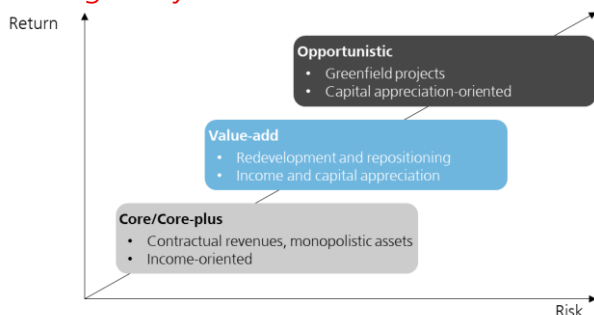 Return
Opportunistic
• Greenfield projects
• Capital appreciation-oriented
Value-add
• Redevelopment and repositioning
• Income and capital appreciation
Core/Core-plus
• Contractual revenues, monopolistic assets
• Income-oriented
Risk